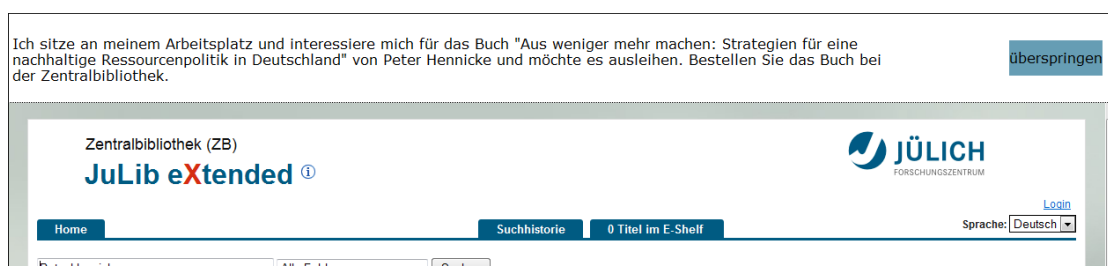 Ich sitze an meinem Arbeitsplatz und interessiere mich für das Buch "Aus weniger mehr machen: Strategien für eine
nachhaltige Ressourcenpolitik in Deutschland" von Peter Hennicke und möchte es ausleihen. Bestellen Sie das Buch bei
der Zentralbibliothek.
überspringen
Zentralbibliothek (ZB)
JuLib eXtended i
JÜLICH
FORSCHUNGSZENTRUM
Login
Home
Suchhistorie
0 Titel im E-Shelf
Sprache: Deutsch